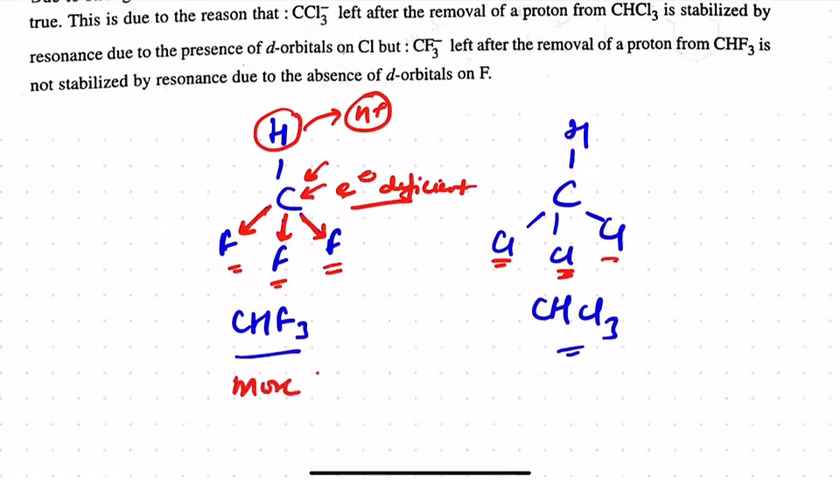 true. This is due to the reason that : CCl₃⁻ left after the removal of a proton from CHCl₃ is stabilized by
resonance due to the presence of d-orbitals on Cl but : CF₃⁻ left after the removal of a proton from CHF₃ is
not stabilized by resonance due to the absence of d-orbitals on F.
H → H⁺
C e⊖ deficient
F F F
CHF₃
more
H
C
Cl Cl Cl
CHCl₃